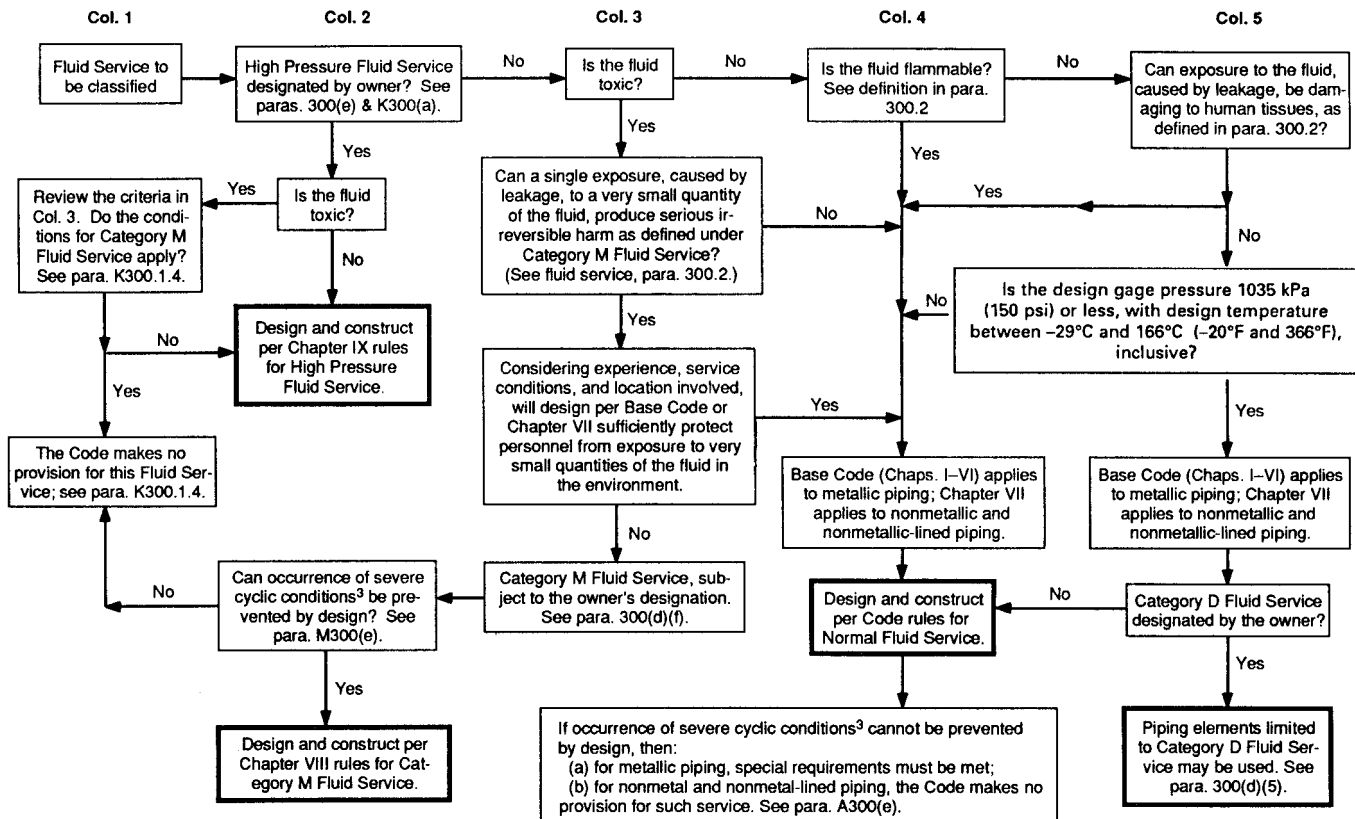 Col. 1
Col. 2
Col. 3
Col. 4
Col. 5
Fluid Service to
be classified
High Pressure Fluid Service
designated by owner? See
paras. 300(e) & K300(a).
No
Is the fluid
toxic?
No
Is the fluid flammable?
See definition in para.
300.2
No
Can exposure to the fluid,
caused by leakage, be dam-
aging to human tissues, as
defined in para. 300.2?
Yes
Yes
Yes
Review the criteria in
Col. 3. Do the condi-
tions for Category M
Fluid Service apply?
See para. K300.1.4.
Yes
Is the fluid
toxic?
Can a single exposure, caused by
leakage, to a very small quantity
of the fluid, produce serious ir-
reversible harm as defined under
Category M Fluid Service?
(See fluid service, para. 300.2.)
No
Yes
No
No
Is the design gage pressure 1035 kPa
(150 psi) or less, with design temperature
between –29°C and 166°C (–20°F and 366°F),
inclusive?
No
Design and construct
per Chapter IX rules
for High Pressure
Fluid Service.
Yes
No
Yes
Considering experience, service
conditions, and location involved,
will design per Base Code or
Chapter VII sufficiently protect
personnel from exposure to very
small quantities of the fluid in
the environment.
Yes
Yes
The Code makes no
provision for this Fluid Ser-
vice; see para. K300.1.4.
Base Code (Chaps. I–VI) applies
to metallic piping; Chapter VII
applies to nonmetallic and
nonmetallic-lined piping.
Base Code (Chaps. I–VI) applies
to metallic piping; Chapter VII
applies to nonmetallic and
nonmetallic-lined piping.
No
No
Can occurrence of severe
cyclic conditions³ be pre-
vented by design? See
para. M300(e).
Category M Fluid Service, sub-
ject to the owner's designation.
See para. 300(d)(f).
Design and construct
per Code rules for
Normal Fluid Service.
No
Category D Fluid Service
designated by the owner?
Yes
Yes
Design and construct per
Chapter VIII rules for Cat-
egory M Fluid Service.
If occurrence of severe cyclic conditions³ cannot be prevented
by design, then:
(a) for metallic piping, special requirements must be met;
(b) for nonmetal and nonmetal-lined piping, the Code makes no
provision for such service. See para. A300(e).
Piping elements limited
to Category D Fluid Ser-
vice may be used. See
para. 300(d)(5).